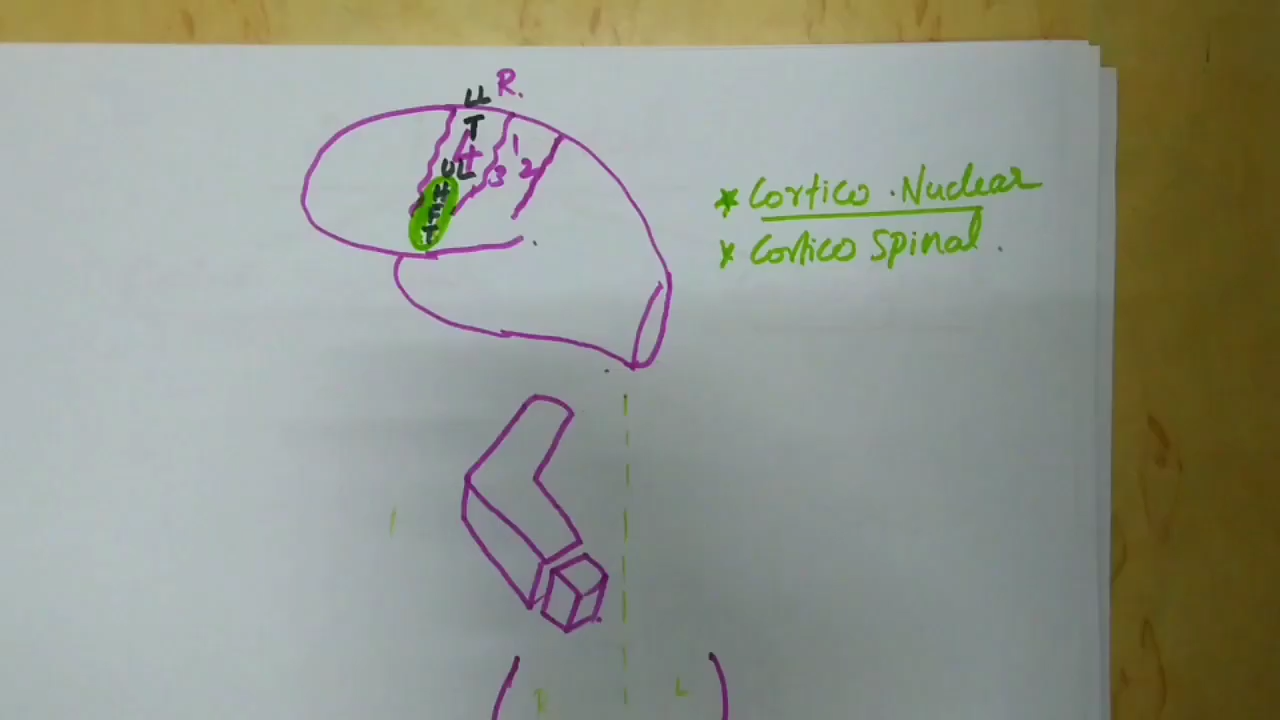 R.
LL
T
1
UL
3 2
H
F
T
* Cortico. Nuclear
* Cortico Spinal.
L